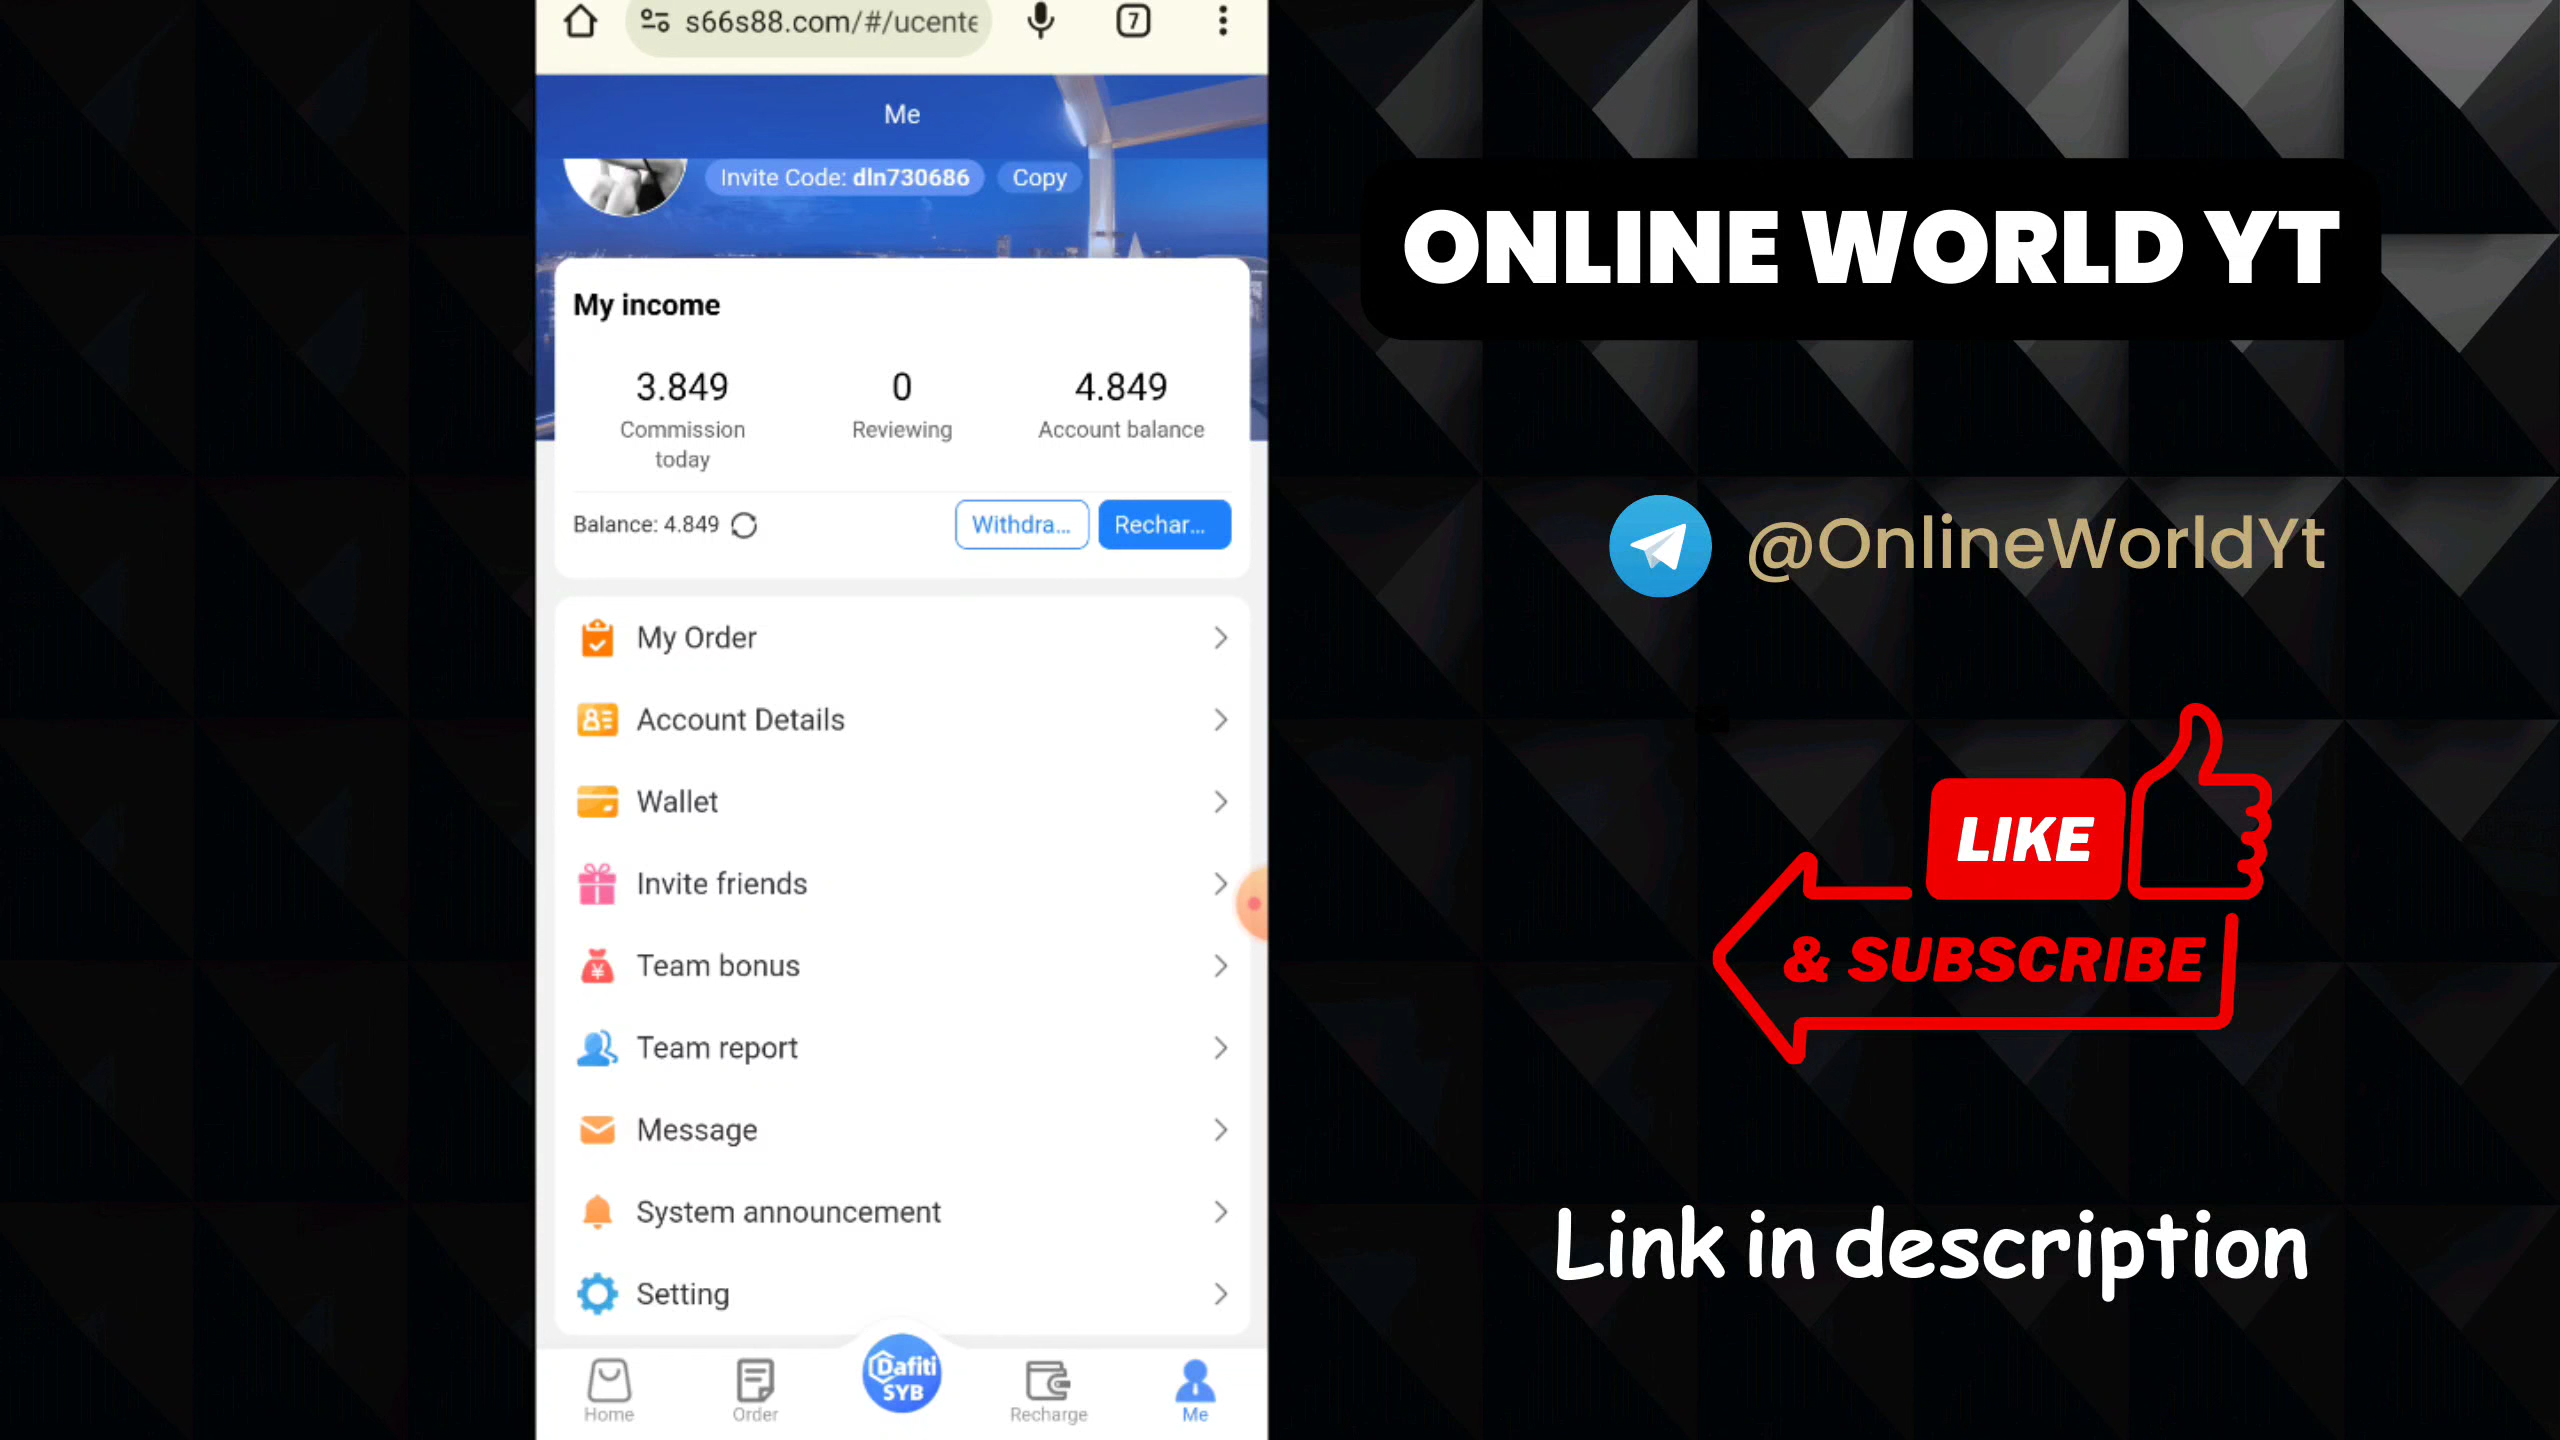 s66s88.com/#/ucente
7
Me
Invite Code: dln730686
Copy
My income
3.849
Commission
today
0
Reviewing
4.849
Account balance
Balance: 4.849
Withdra...
Rechar...
My Order
Account Details
Wallet
Invite friends
Team bonus
Team report
Message
System announcement
Setting
Home
Order
Dafiti
SYB
Recharge
Me
ONLINE WORLD YT
@OnlineWorldYt
LIKE
& SUBSCRIBE
Link in description